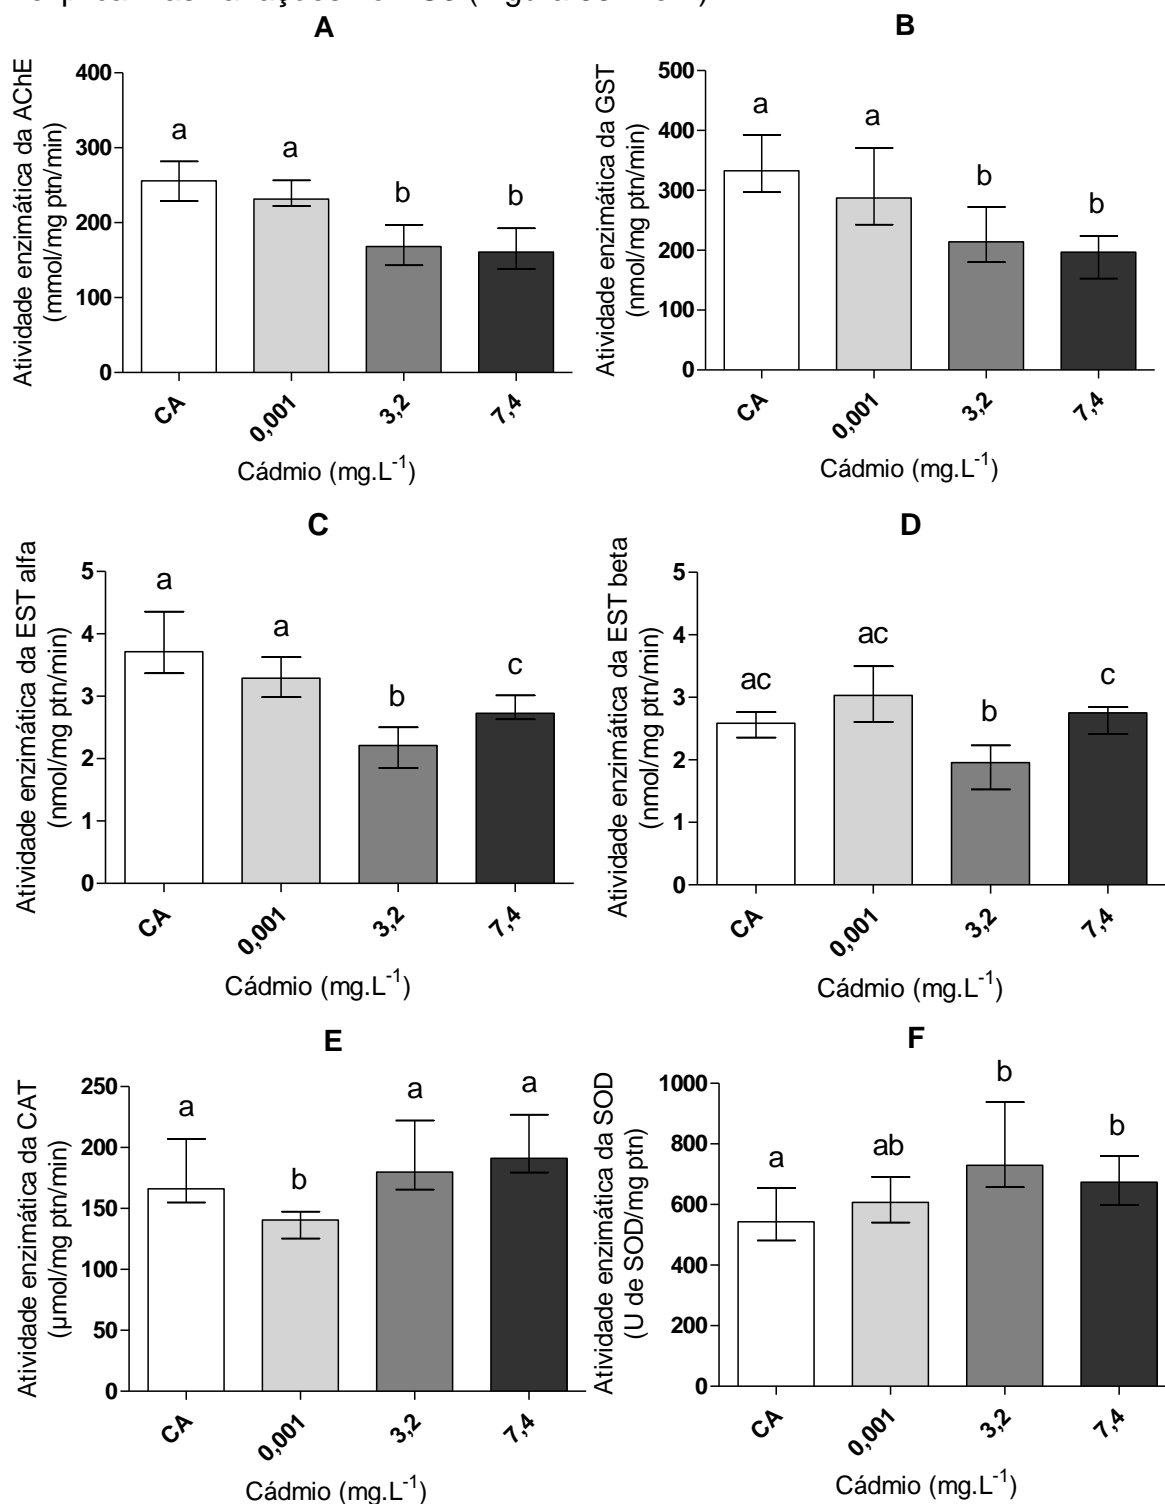 A
Atividade enzimática da AChE
(mmol/mg ptn/min)
400
300
200
100
0
a
a
b
b
CA
0,001
3,2
7,4
Cádmio (mg.L-1)
B
Atividade enzimática da GST
(nmol/mg ptn/min)
500
400
300
200
100
0
a
a
b
b
CA
0,001
3,2
7,4
Cádmio (mg.L-1)
C
Atividade enzimática da EST alfa
(nmol/mg ptn/min)
5
4
3
2
1
0
a
a
b
c
CA
0,001
3,2
7,4
Cádmio (mg.L-1)
D
Atividade enzimática da EST beta
(nmol/mg ptn/min)
5
4
3
2
1
0
ac
ac
b
c
CA
0,001
3,2
7,4
Cádmio (mg.L-1)
E
Atividade enzimática da CAT
(µmol/mg ptn/min)
250
200
150
100
50
0
a
b
a
a
CA
0,001
3,2
7,4
Cádmio (mg.L-1)
F
Atividade enzimática da SOD
(U de SOD/mg ptn)
1000
800
600
400
200
0
a
ab
b
b
CA
0,001
3,2
7,4
Cádmio (mg.L-1)